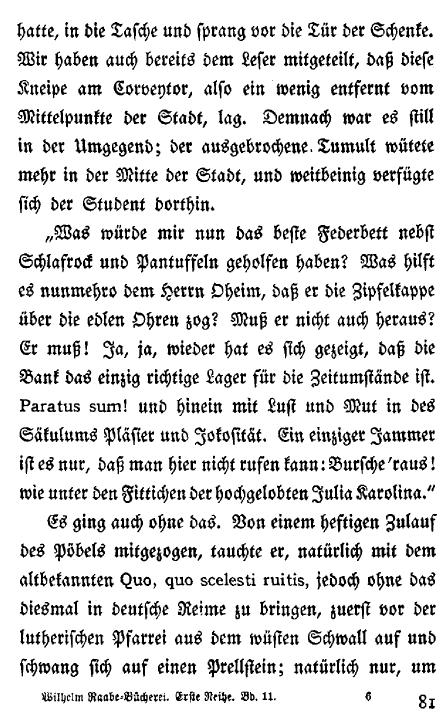 hatte, in die Tasche und sprang vor die Tür der Schenke.
Wir haben auch bereits dem Leser mitgeteilt, daß diese
Kneipe am Corveytor, also ein wenig entfernt vom
Mittelpunkte der Stadt, lag. Demnach war es still
in der Umgegend; der ausgebrochene Tumult wütete
mehr in der Mitte der Stadt, und weitbeinig verfügte
sich der Student dorthin.
„Was würde mir nun das beste Federbett nebst
Schlafrock und Pantuffeln geholfen haben? Was hilft
es nunmehro dem Herrn Oheim, daß er die Zipfelkappe
über die edlen Ohren zog? Muß er nicht auch heraus?
Er muß! Ja, ja, wieder hat es sich gezeigt, daß die
Bank das einzig richtige Lager für die Zeitumstände ist.
Paratus sum! und hinein mit Lust und Mut in des
Säkulums Pläsier und Jokosität. Ein einziger Jammer
ist es nur, daß man hier nicht rufen kann: Bursche 'raus!
wie unter den Fittichen der hochgelobten Julia Karolina.“
Es ging auch ohne das. Von einem heftigen Zulauf
des Pöbels mitgezogen, tauchte er, natürlich mit dem
altbekannten Quo, quo scelesti ruitis, jedoch ohne das
diesmal in deutsche Reime zu bringen, zuerst vor der
lutherischen Pfarrei aus dem wüsten Schwall auf und
schwang sich auf einen Prellstein; natürlich nur, um
Wilhelm Raabe-Bücherei. Erste Reihe. Bd. 11. 6
81